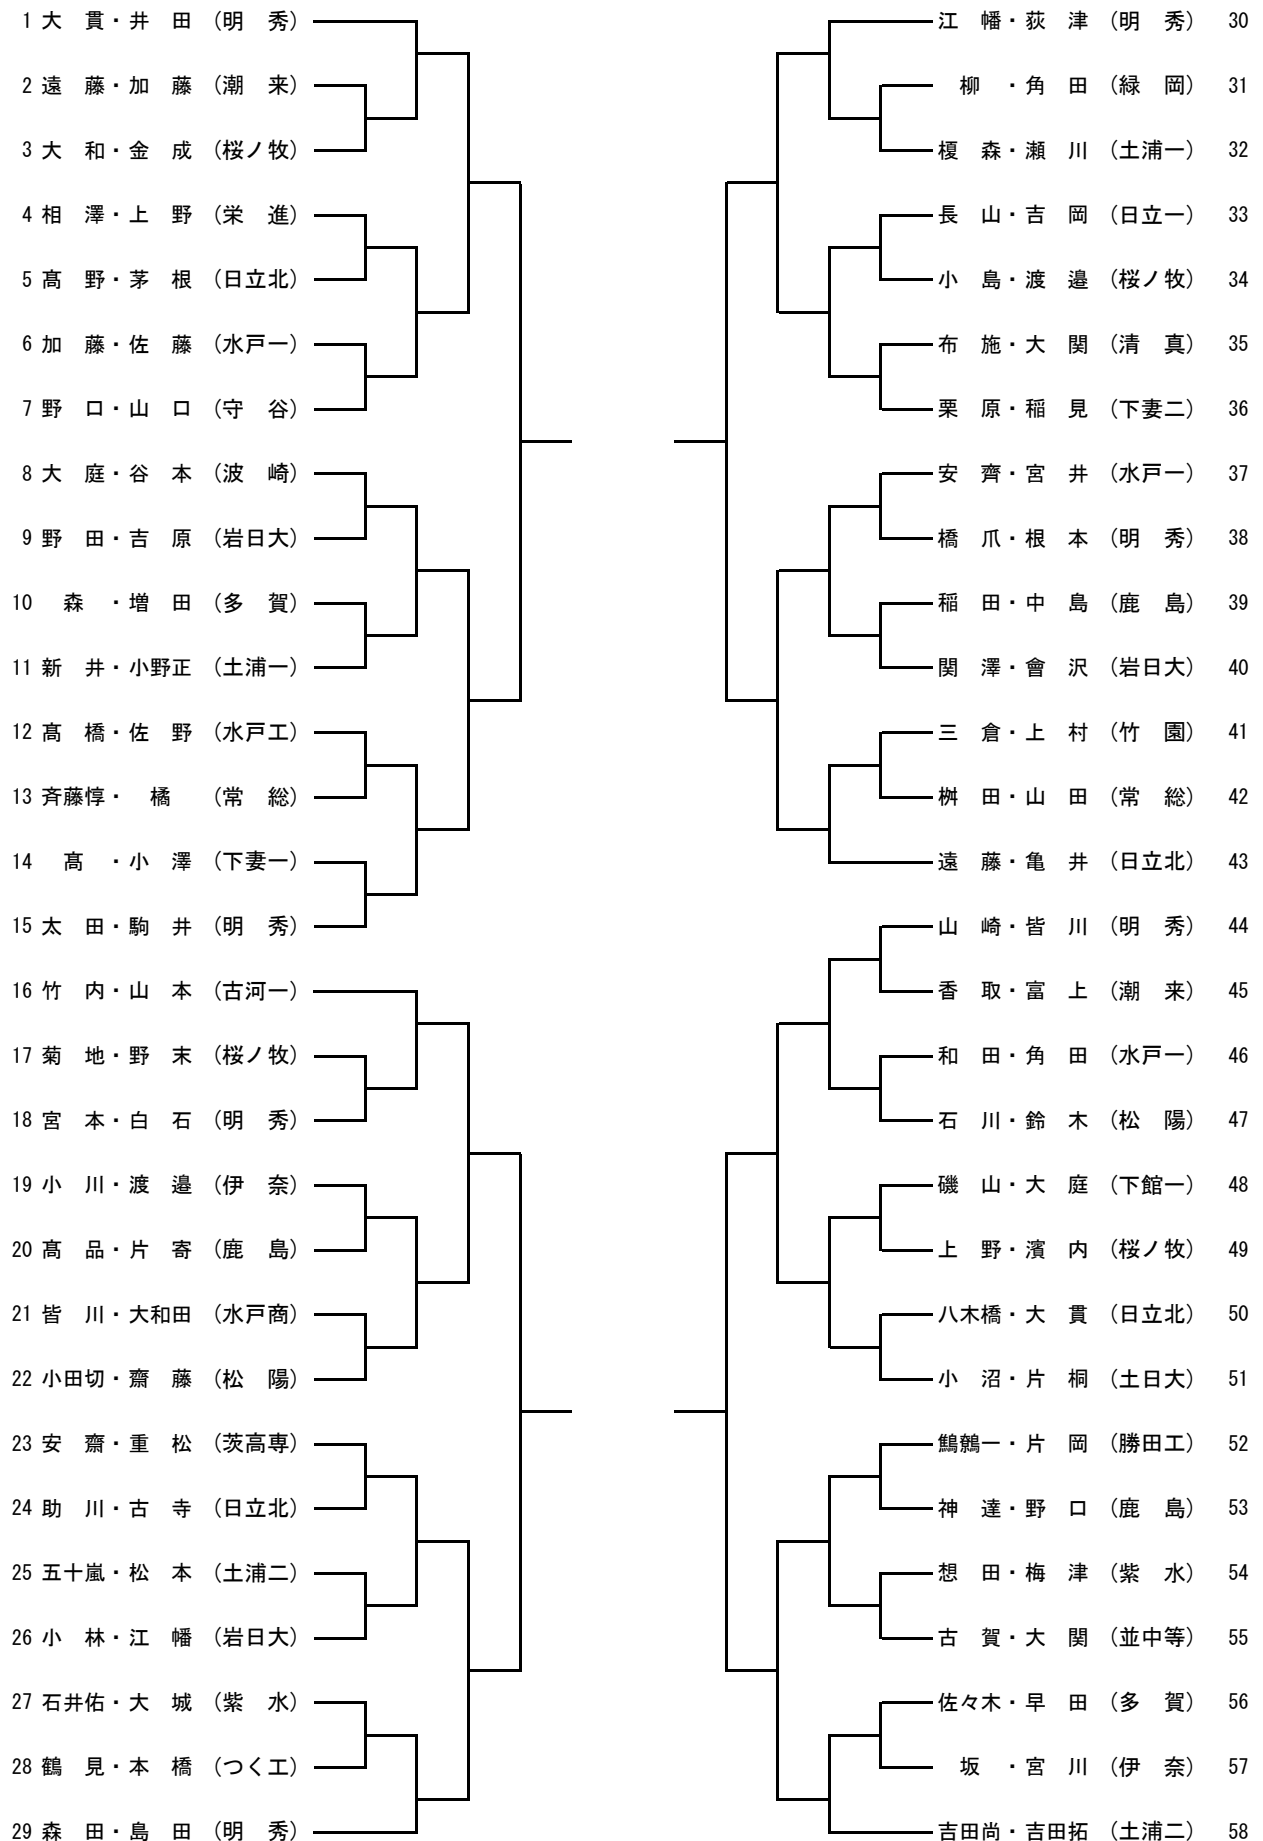 1 大　貫・井　田 （明　秀）
2 遠　藤・加　藤 （潮　来）
3 大　和・金　成 （桜ノ牧）
4 相　澤・上　野 （栄　進）
5 髙　野・茅　根 （日立北）
6 加　藤・佐　藤 （水戸一）
7 野　口・山　口 （守　谷）
8 大　庭・谷　本 （波　崎）
9 野　田・吉　原 （岩日大）
10 森　・増　田 （多　賀）
11 新　井・小野正 （土浦一）
12 髙　橋・佐　野 （水戸工）
13 斉藤惇・　橘　 （常　総）
14 髙　・小　澤 （下妻一）
15 太　田・駒　井 （明　秀）
16 竹　内・山　本 （古河一）
17 菊　地・野　末 （桜ノ牧）
18 宮　本・白　石 （明　秀）
19 小　川・渡　邉 （伊　奈）
20 髙　品・片　寄 （鹿　島）
21 皆　川・大和田 （水戸商）
22 小田切・齋　藤 （松　陽）
23 安　齋・重　松 （茨高専）
24 助　川・古　寺 （日立北）
25 五十嵐・松　本 （土浦二）
26 小　林・江　幡 （岩日大）
27 石井佑・大　城 （紫　水）
28 鶴　見・本　橋 （つく工）
29 森　田・島　田 （明　秀）
江　幡・荻　津 （明　秀） 30
柳　・角　田 （緑　岡） 31
榎　森・瀬　川 （土浦一） 32
長　山・吉　岡 （日立一） 33
小　島・渡　邉 （桜ノ牧） 34
布　施・大　関 （清　真） 35
栗　原・稲　見 （下妻二） 36
安　齊・宮　井 （水戸一） 37
橋　爪・根　本 （明　秀） 38
稲　田・中　島 （鹿　島） 39
関　澤・會　沢 （岩日大） 40
三　倉・上　村 （竹　園） 41
桝　田・山　田 （常　総） 42
遠　藤・亀　井 （日立北） 43
山　崎・皆　川 （明　秀） 44
香　取・富　上 （潮　来） 45
和　田・角　田 （水戸一） 46
石　川・鈴　木 （松　陽） 47
磯　山・大　庭 （下館一） 48
上　野・濱　内 （桜ノ牧） 49
八木橋・大　貫 （日立北） 50
小　沼・片　桐 （土日大） 51
鷦鷯一・片　岡 （勝田工） 52
神　達・野　口 （鹿　島） 53
想　田・梅　津 （紫　水） 54
古　賀・大　関 （並中等） 55
佐々木・早　田 （多　賀） 56
坂　・宮　川 （伊　奈） 57
吉田尚・吉田拓 （土浦二） 58